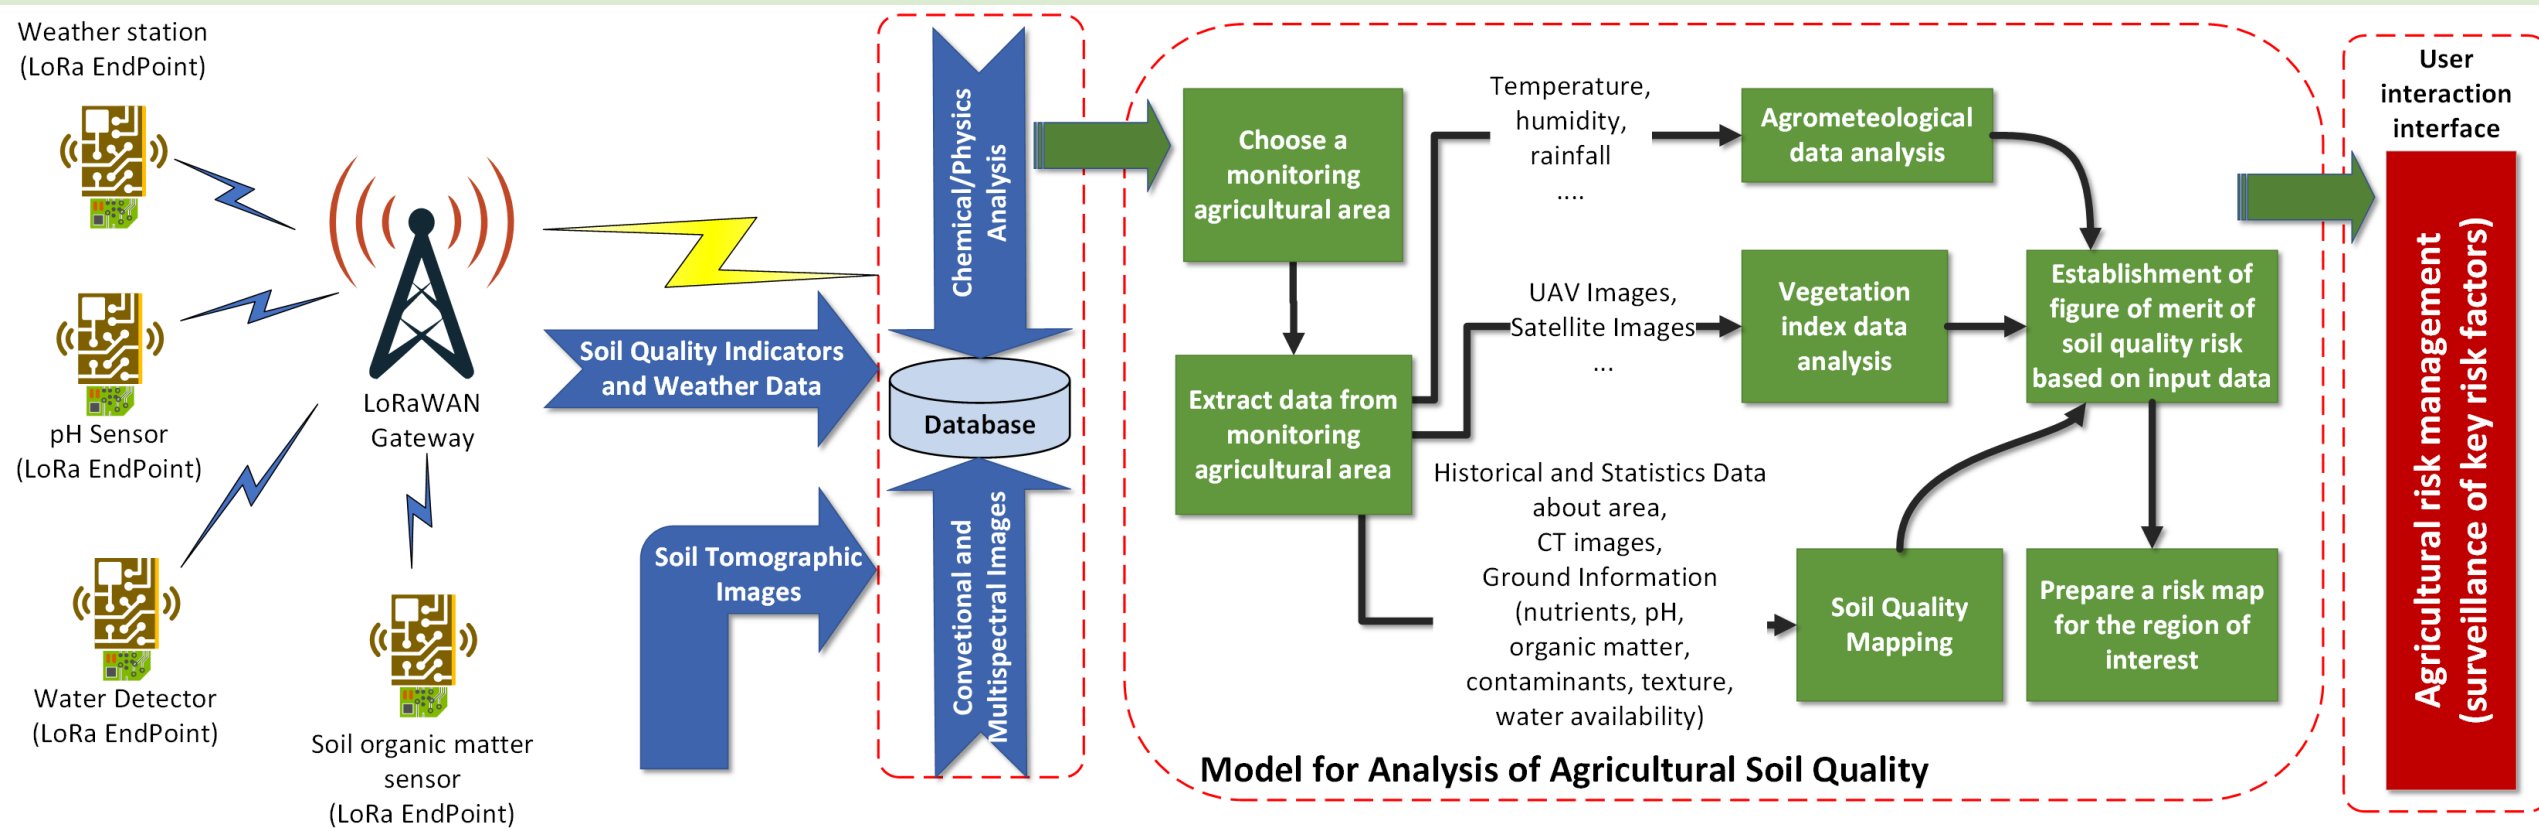 Weather station
(LoRa EndPoint)
pH Sensor
(LoRa EndPoint)
Water Detector
(LoRa EndPoint)
Soil organic matter
sensor
(LoRa EndPoint)
LoRaWAN
Gateway
Soil Quality Indicators
and Weather Data
Soil Tomographic
Images
Chemical/Physics
Analysis
Database
Convetional and
Multispectral Images
Choose a
monitoring
agricultural area
Extract data from
monitoring
agricultural area
Temperature,
humidity,
rainfall
....
UAV Images,
Satellite Images
...
Historical and Statistics Data
about area,
CT images,
Ground Information
(nutrients, pH,
organic matter,
contaminants, texture,
water availability)
Agrometeological
data analysis
Vegetation
index data
analysis
Soil Quality
Mapping
Establishment of
figure of merit of
soil quality risk
based on input data
Prepare a risk map
for the region of
interest
Model for Analysis of Agricultural Soil Quality
User
interaction
interface
Agricultural risk management
(surveillance of key risk factors)